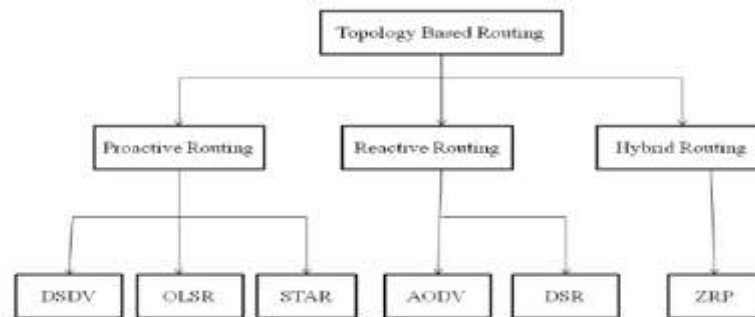 Topology Based Routing
Proactive Routing
Reactive Routing
Hybrid Routing
DSDV
OLSR
STAR
AODV
DSR
ZRP